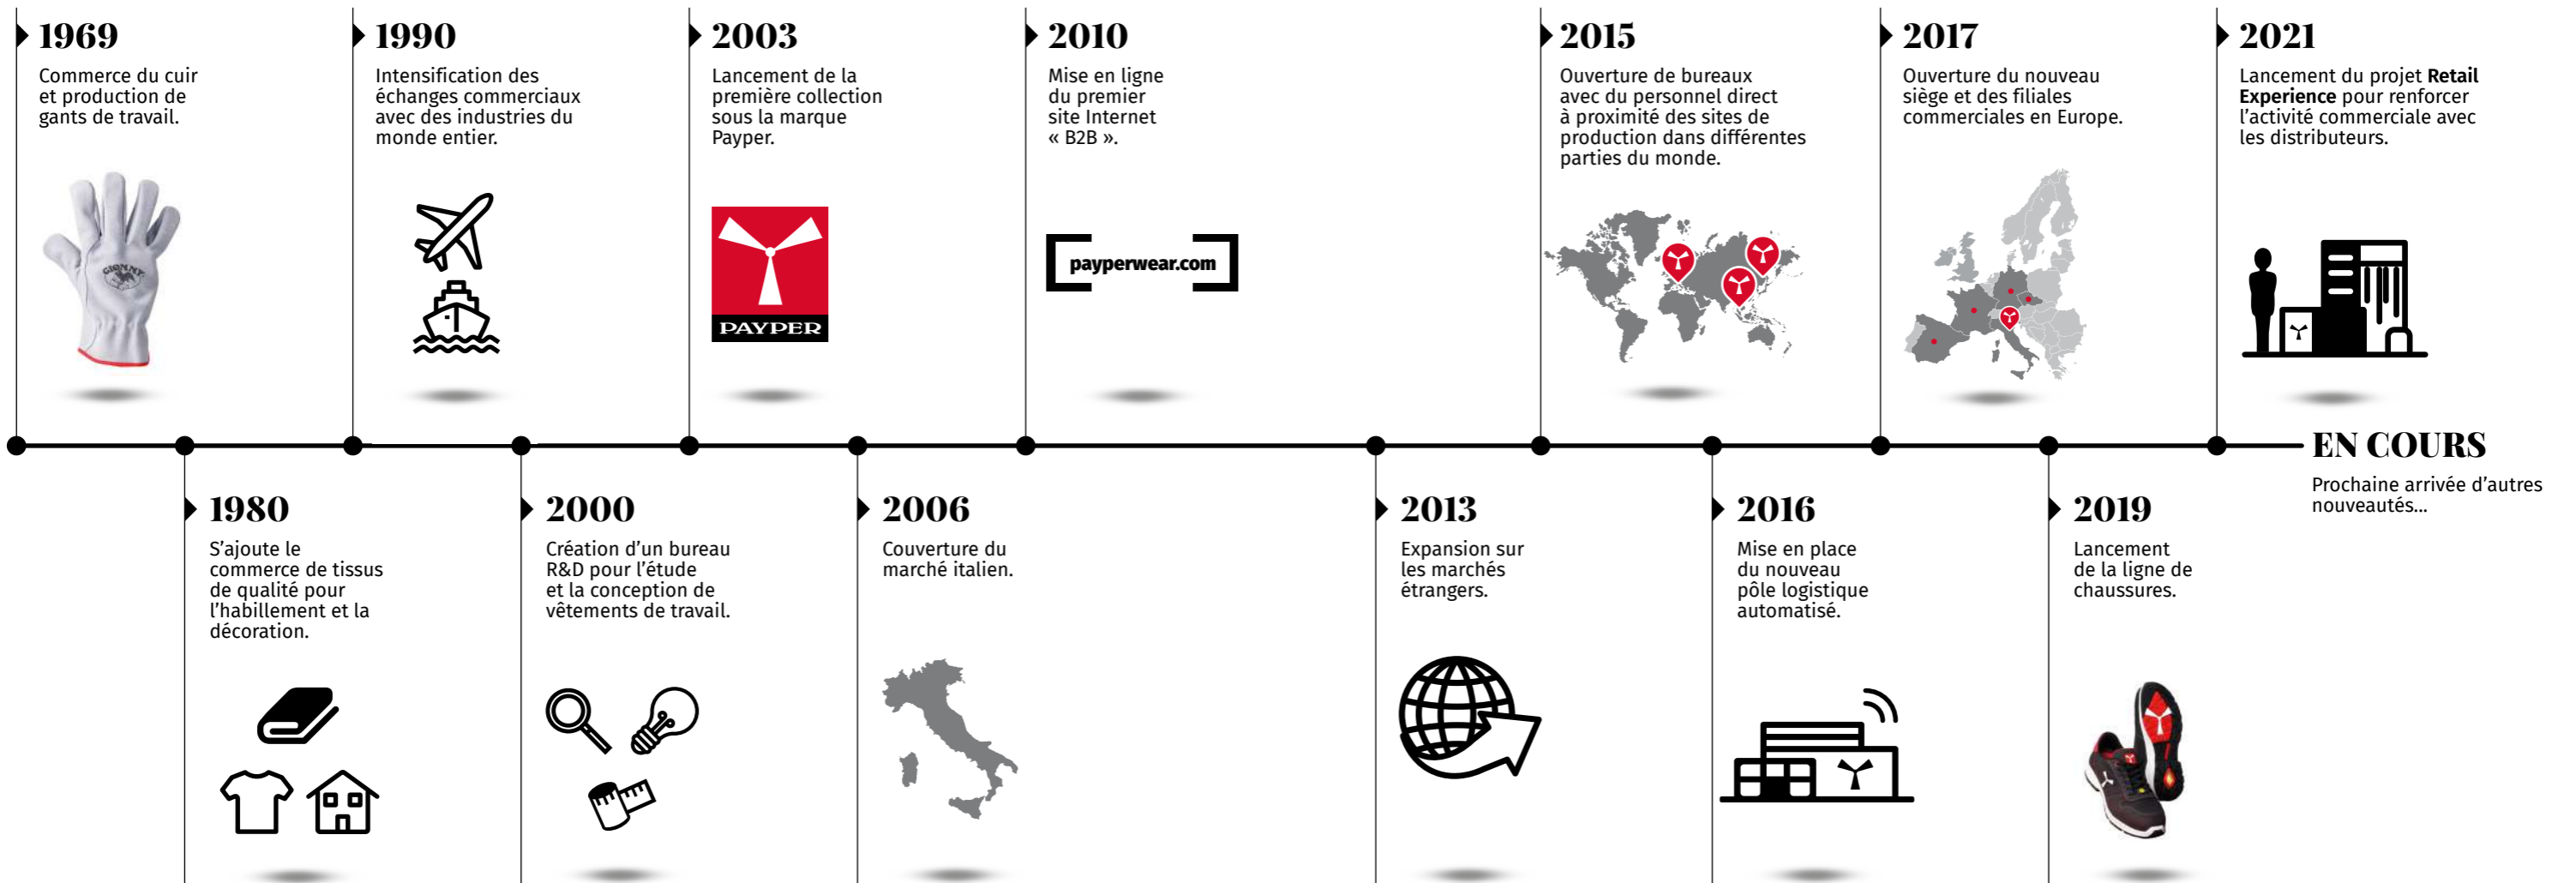 1969
Commerce du cuir
et production de
gants de travail.
GIONNY
1980
S’ajoute le
commerce de tissus
de qualité pour
l’habillement et la
décoration.
1990
Intensification des
échanges commerciaux
avec des industries du
monde entier.
2000
Création d’un bureau
R&D pour l’étude
et la conception de
vêtements de travail.
2003
Lancement de la
première collection
sous la marque
Payper.
PAYPER
2006
Couverture du
marché italien.
2010
Mise en ligne
du premier
site Internet
« B2B ».
payperwear.com
2013
Expansion sur
les marchés
étrangers.
2015
Ouverture de bureaux
avec du personnel direct
à proximité des sites de
production dans différentes
parties du monde.
2016
Mise en place
du nouveau
pôle logistique
automatisé.
2017
Ouverture du nouveau
siège et des filiales
commerciales en Europe.
2019
Lancement
de la ligne de
chaussures.
2021
Lancement du projet Retail
Experience pour renforcer
l’activité commerciale avec
les distributeurs.
EN COURS
Prochaine arrivée d’autres
nouveautés...